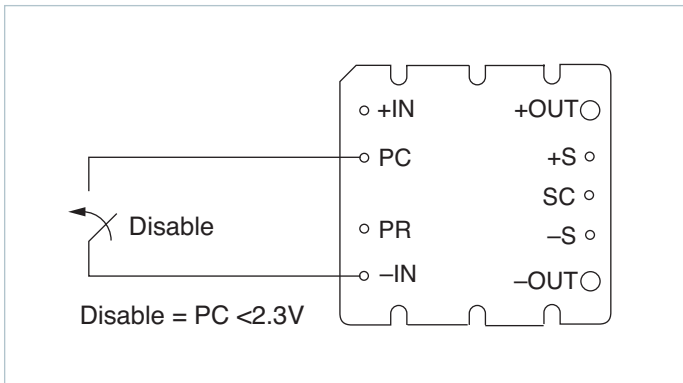 +IN +OUT
PC +S
SC
Disable
PR –S
–IN –OUT
Disable = PC <2.3V